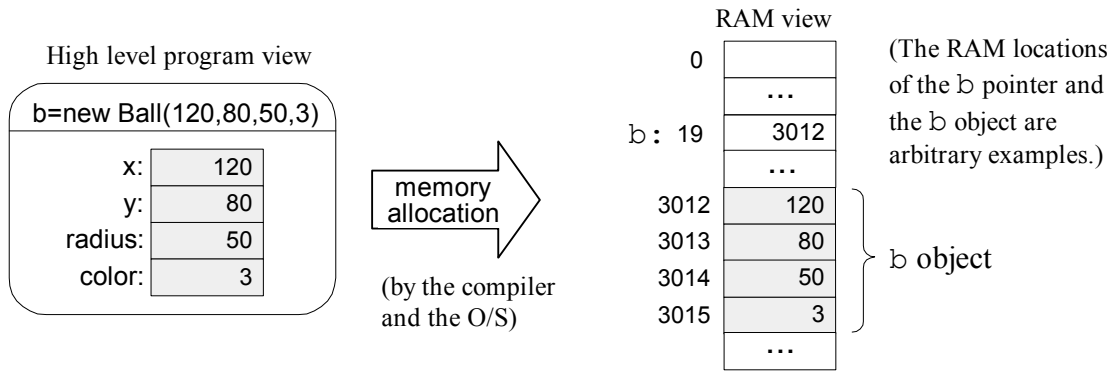 High level program view
b=new Ball(120,80,50,3)
x: 120
y: 80
radius: 50
color: 3
memory
allocation
(by the compiler
and the O/S)
RAM view
0
...
b: 19 3012
...
3012 120
3013 80
3014 50
3015 3
...
b object
(The RAM locations
of the b pointer and
the b object are
arbitrary examples.)